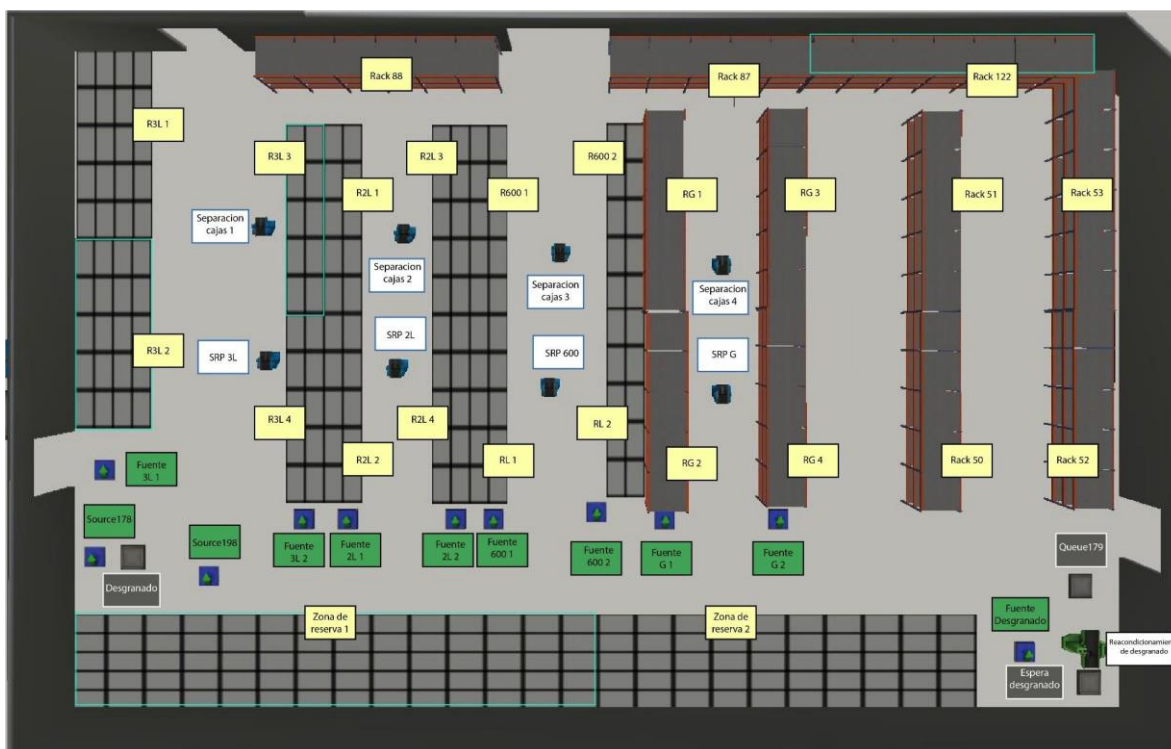 Rack 88
Rack 87
Rack 122
R3L 1
R3L 3
R2L 3
R600 2
R2L 1
R600 1
RG 1
RG 3
Rack 51
Rack 53
Separacion
cajas 1
Separacion
cajas 2
Separacion
cajas 3
Separacion
cajas 4
R3L 2
SRP 3L
SRP 2L
SRP 600
SRP G
R3L 4
R2L 4
RL 2
R2L 2
RL 1
RG 2
RG 4
Rack 50
Rack 52
Fuente
3L 1
Source178
Source198
Fuente
3L 2
Fuente
2L 1
Fuente
2L 2
Fuente
600 1
Fuente
600 2
Fuente
G 1
Fuente
G 2
Queue179
Desgranado
Zona de
reserva 1
Zona de
reserva 2
Fuente
Desgranado
Reacondicionamien
de desgranado
Espera
desgranado